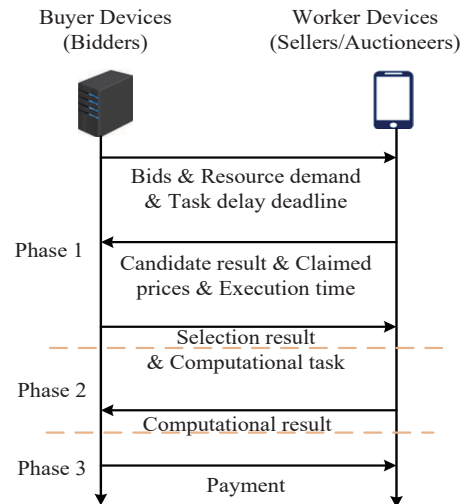 Buyer Devices
(Bidders)
Worker Devices
(Sellers/Auctioneers)
Bids & Resource demand
& Task delay deadline
Phase 1
Candidate result & Claimed
prices & Execution time
Selection result
& Computational task
Phase 2
Computational result
Phase 3
Payment